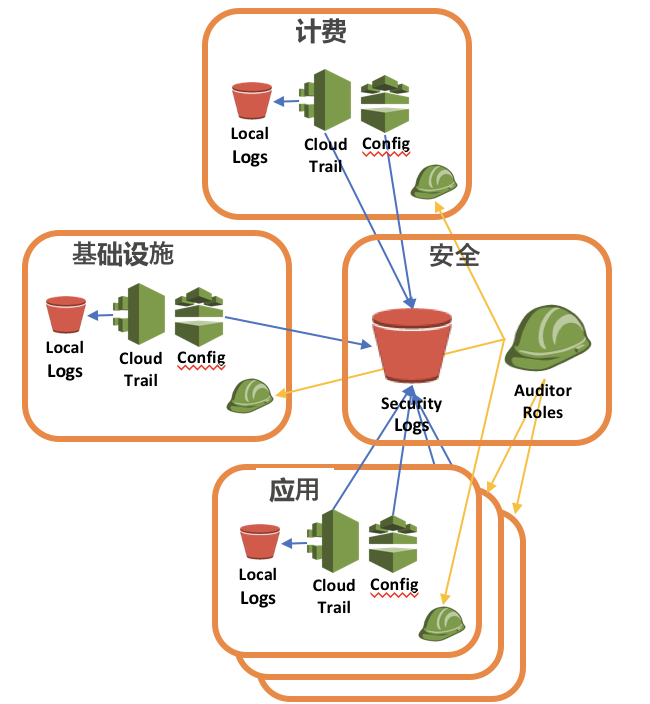 计费
Local
Logs
Cloud
Trail
Config
基础设施
Local
Logs
Cloud
Trail
Config
安全
Security
Logs
Auditor
Roles
应用
Local
Logs
Cloud
Trail
Config